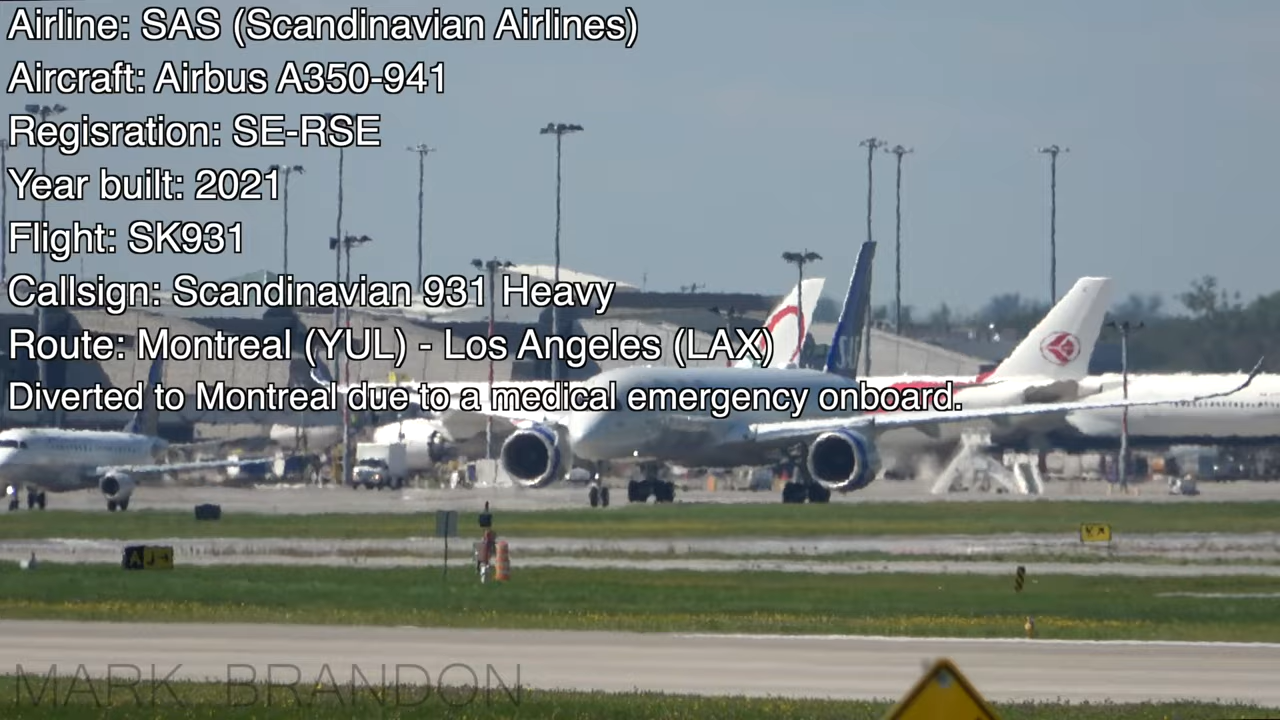 Airline: SAS (Scandinavian Airlines)
Aircraft: Airbus A350-941
Regisration: SE-RSE
Year built: 2021
Flight: SK931
Callsign: Scandinavian 931 Heavy
Route: Montreal (YUL) - Los Angeles (LAX)
Diverted to Montreal due to a medical emergency onboard.
A J
MARK BRANDON